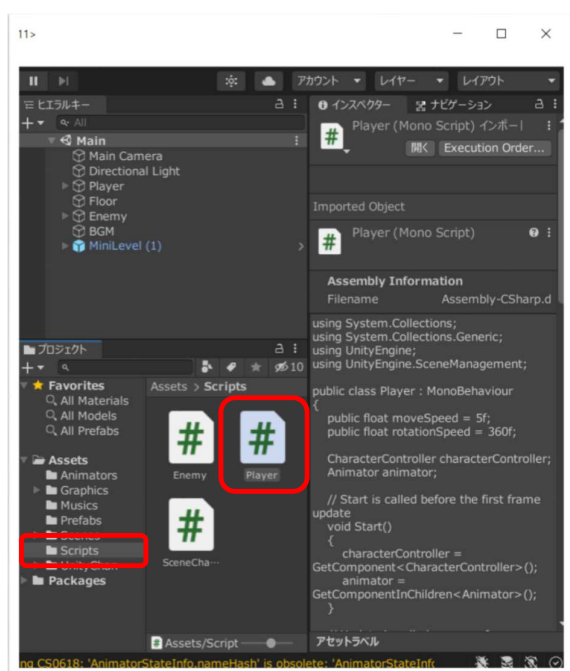 11>
アカウント
レイヤー
レイアウト
ヒエラルキー
All
Main
Main Camera
Directional Light
Player
Floor
Enemy
BGM
MiniLevel (1)
プロジェクト
10
Favorites
All Materials
All Models
All Prefabs
Assets
Animators
Graphics
Musics
Prefabs
Scenes
Scripts
UnityChan
Packages
Assets > Scripts
Enemy
Player
SceneCha…
Assets/Script
インスペクター
ナビゲーション
Player (Mono Script) インポート
開く
Execution Order...
Imported Object
Player (Mono Script)
Assembly Information
Filename
Assembly-CSharp.d
using System.Collections;
using System.Collections.Generic;
using UnityEngine;
using UnityEngine.SceneManagement;
public class Player : MonoBehaviour
{
public float moveSpeed = 5f;
public float rotationSpeed = 360f;
CharacterController characterController;
Animator animator;
// Start is called before the first frame
update
void Start()
{
characterController =
GetComponent<CharacterController>();
animator =
GetComponentInChildren<Animator>();
}
アセットラベル
ng CS0618: 'AnimatorStateInfo.nameHash' is obsolete: 'AnimatorStateInfo